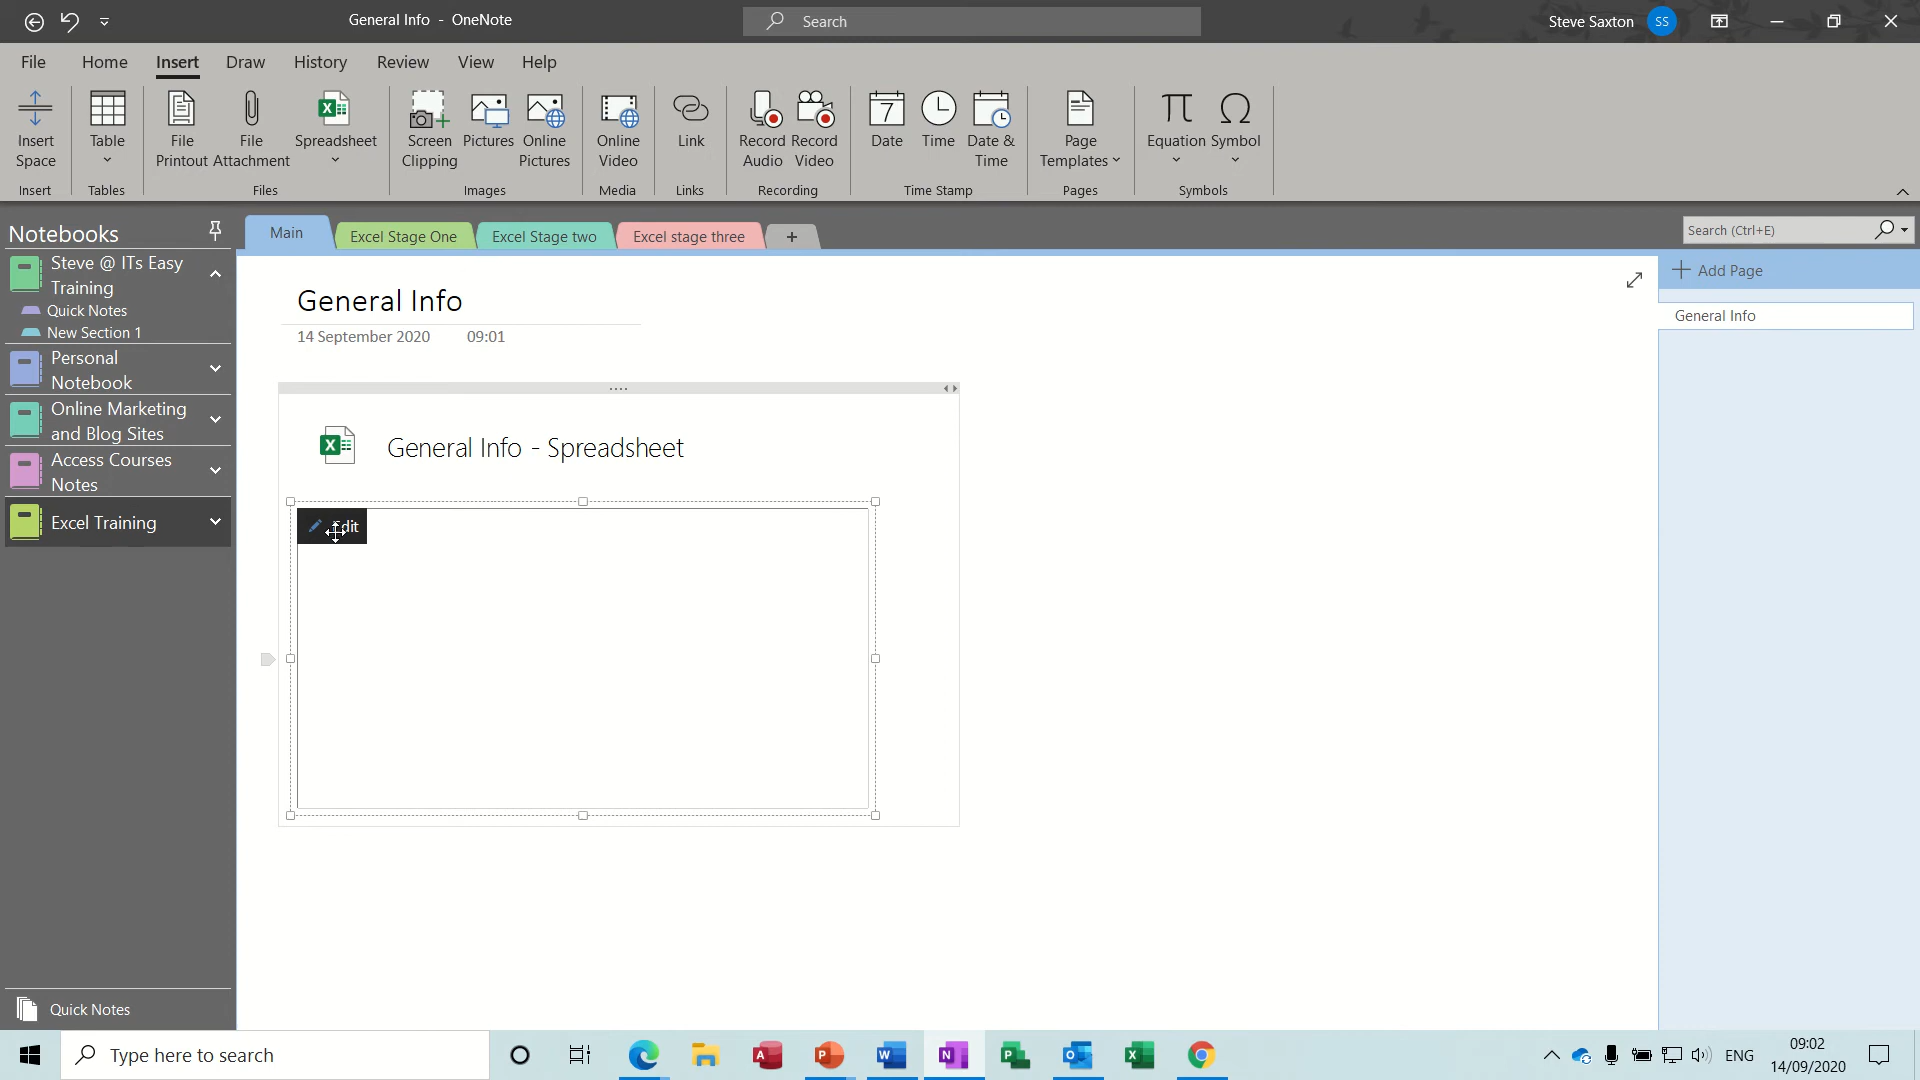 General Info - OneNote
Search
Steve Saxton
SS
File Home Insert Draw History Review View Help
Insert Space
Table
File Printout
File Attachment
Spreadsheet
Screen Clipping
Pictures
Online Pictures
Online Video
Link
Record Audio
Record Video
7
Date
Time
Date & Time
Page Templates
Equation
Symbol
Insert
Tables
Files
Images
Media
Links
Recording
Time Stamp
Pages
Symbols
Notebooks
Steve @ ITs Easy
Training
Quick Notes
New Section 1
Personal
Notebook
Online Marketing
and Blog Sites
Access Courses
Notes
Excel Training
Quick Notes
Main
Excel Stage One
Excel Stage two
Excel stage three
Search (Ctrl+E)
General Info
14 September 2020 09:01
General Info - Spreadsheet
Edit
Add Page
General Info
Type here to search
ENG
09:02
14/09/2020